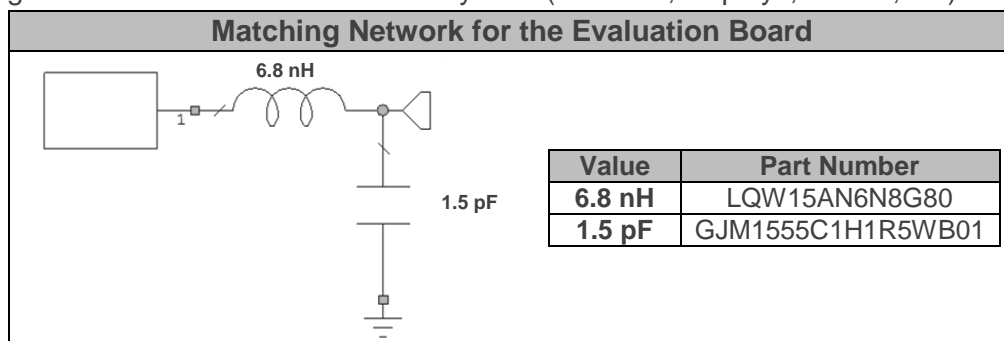 Matching Network for the Evaluation Board
6.8 nH
1
1.5 pF
Value Part Number
6.8 nH LQW15AN6N8G80
1.5 pF GJM1555C1H1R5WB01